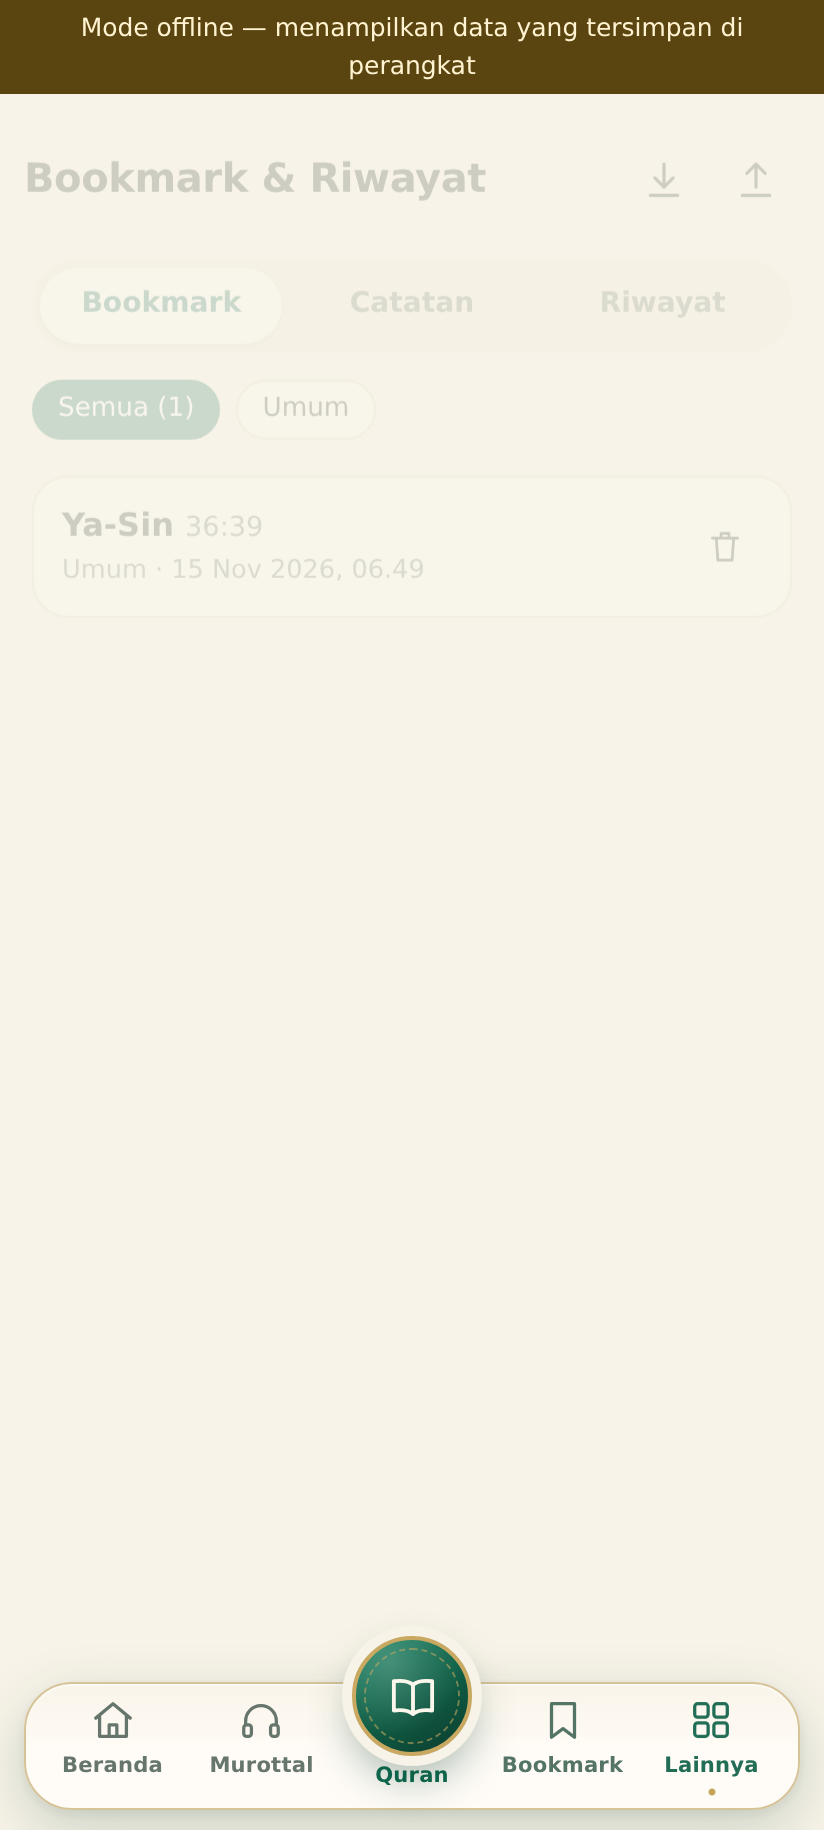 Mode offline — menampilkan data yang tersimpan di
perangkat
Bookmark & Riwayat
Bookmark
Catatan
Riwayat
Semua (1)
Umum
Ya-Sin 36:39
Umum · 15 Nov 2026, 06.49
Beranda
Murottal
Quran
Bookmark
Lainnya